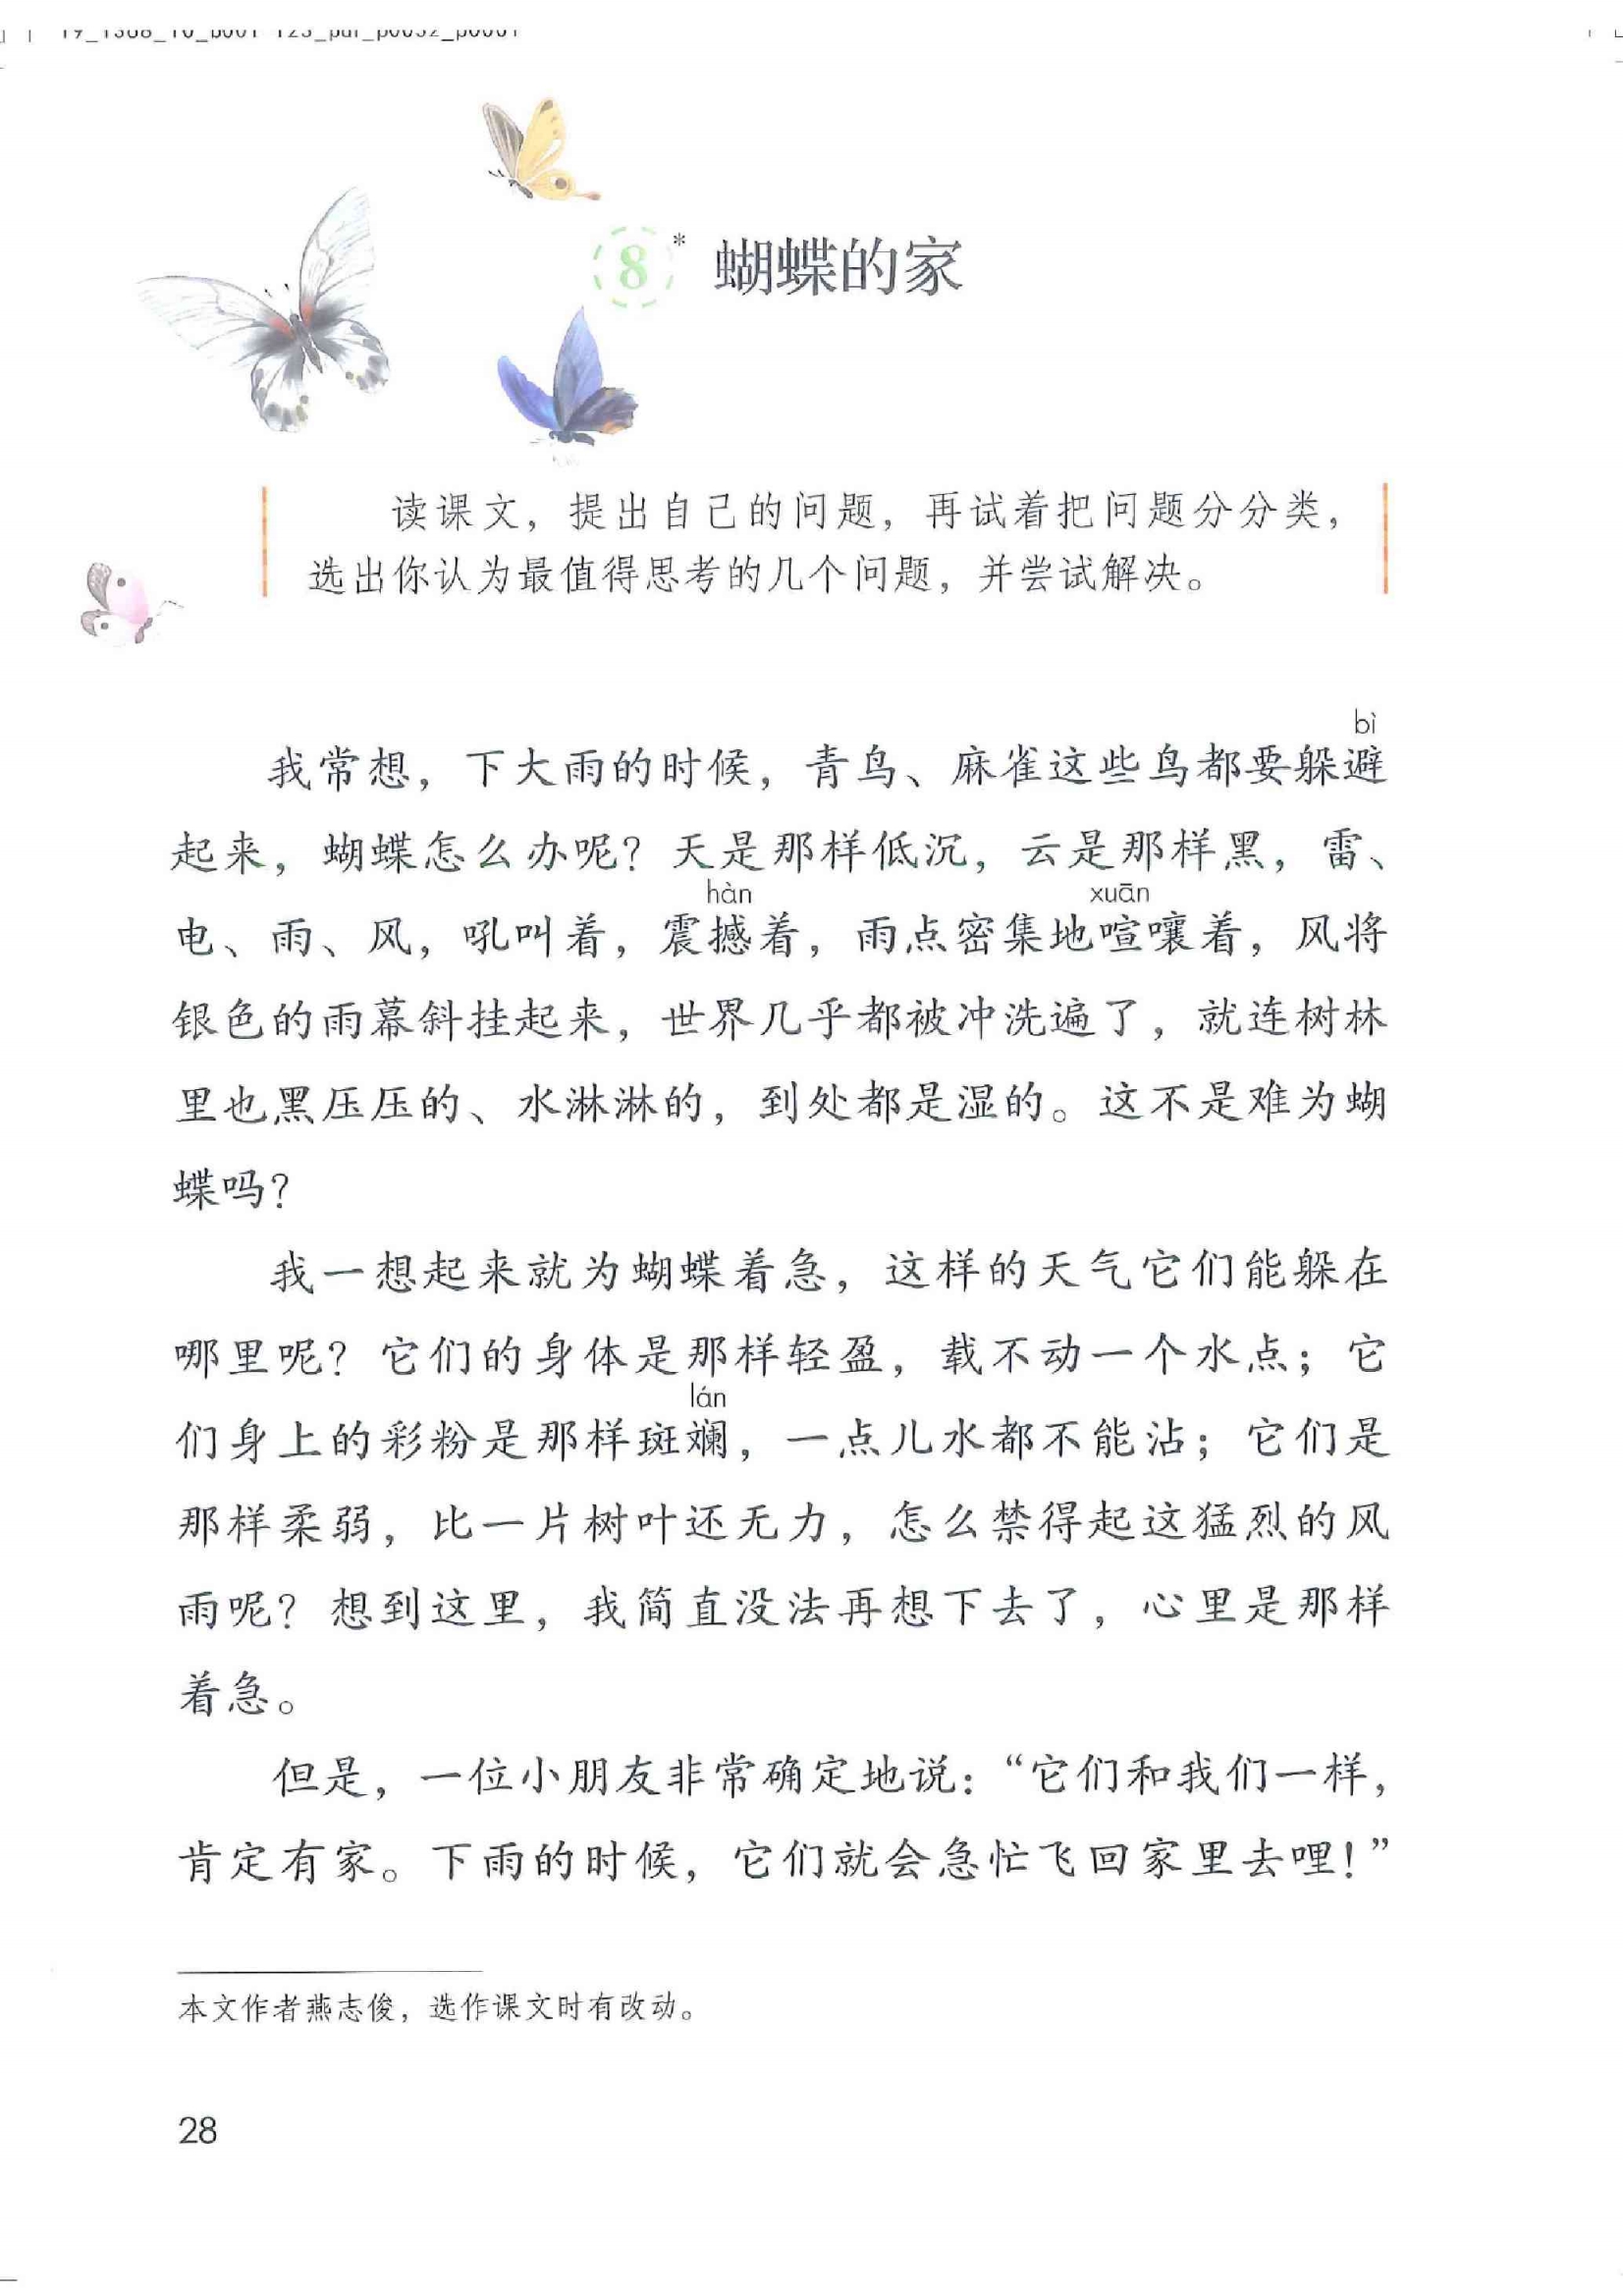 8* 蝴蝶的家
读课文，提出自己的问题，再试着把问题分分类，
选出你认为最值得思考的几个问题，并尝试解决。
bì
我常想，下大雨的时候，青鸟、麻雀这些鸟都要躲避
起来，蝴蝶怎么办呢？天是那样低沉，云是那样黑，雷、
hàn xuān
电、雨、风，吼叫着，震撼着，雨点密集地喧嚷着，风将
银色的雨幕斜挂起来，世界几乎都被冲洗遍了，就连树林
里也黑压压的、水淋淋的，到处都是湿的。这不是难为蝴
蝶吗？
我一想起来就为蝴蝶着急，这样的天气它们能躲在
哪里呢？它们的身体是那样轻盈，载不动一个水点；它
lán
们身上的彩粉是那样斑斓，一点儿水都不能沾；它们是
那样柔弱，比一片树叶还无力，怎么禁得起这猛烈的风
雨呢？想到这里，我简直没法再想下去了，心里是那样
着急。
但是，一位小朋友非常确定地说：“它们和我们一样，
肯定有家。下雨的时候，它们就会急忙飞回家里去哩！”
本文作者燕志俊，选作课文时有改动。
28